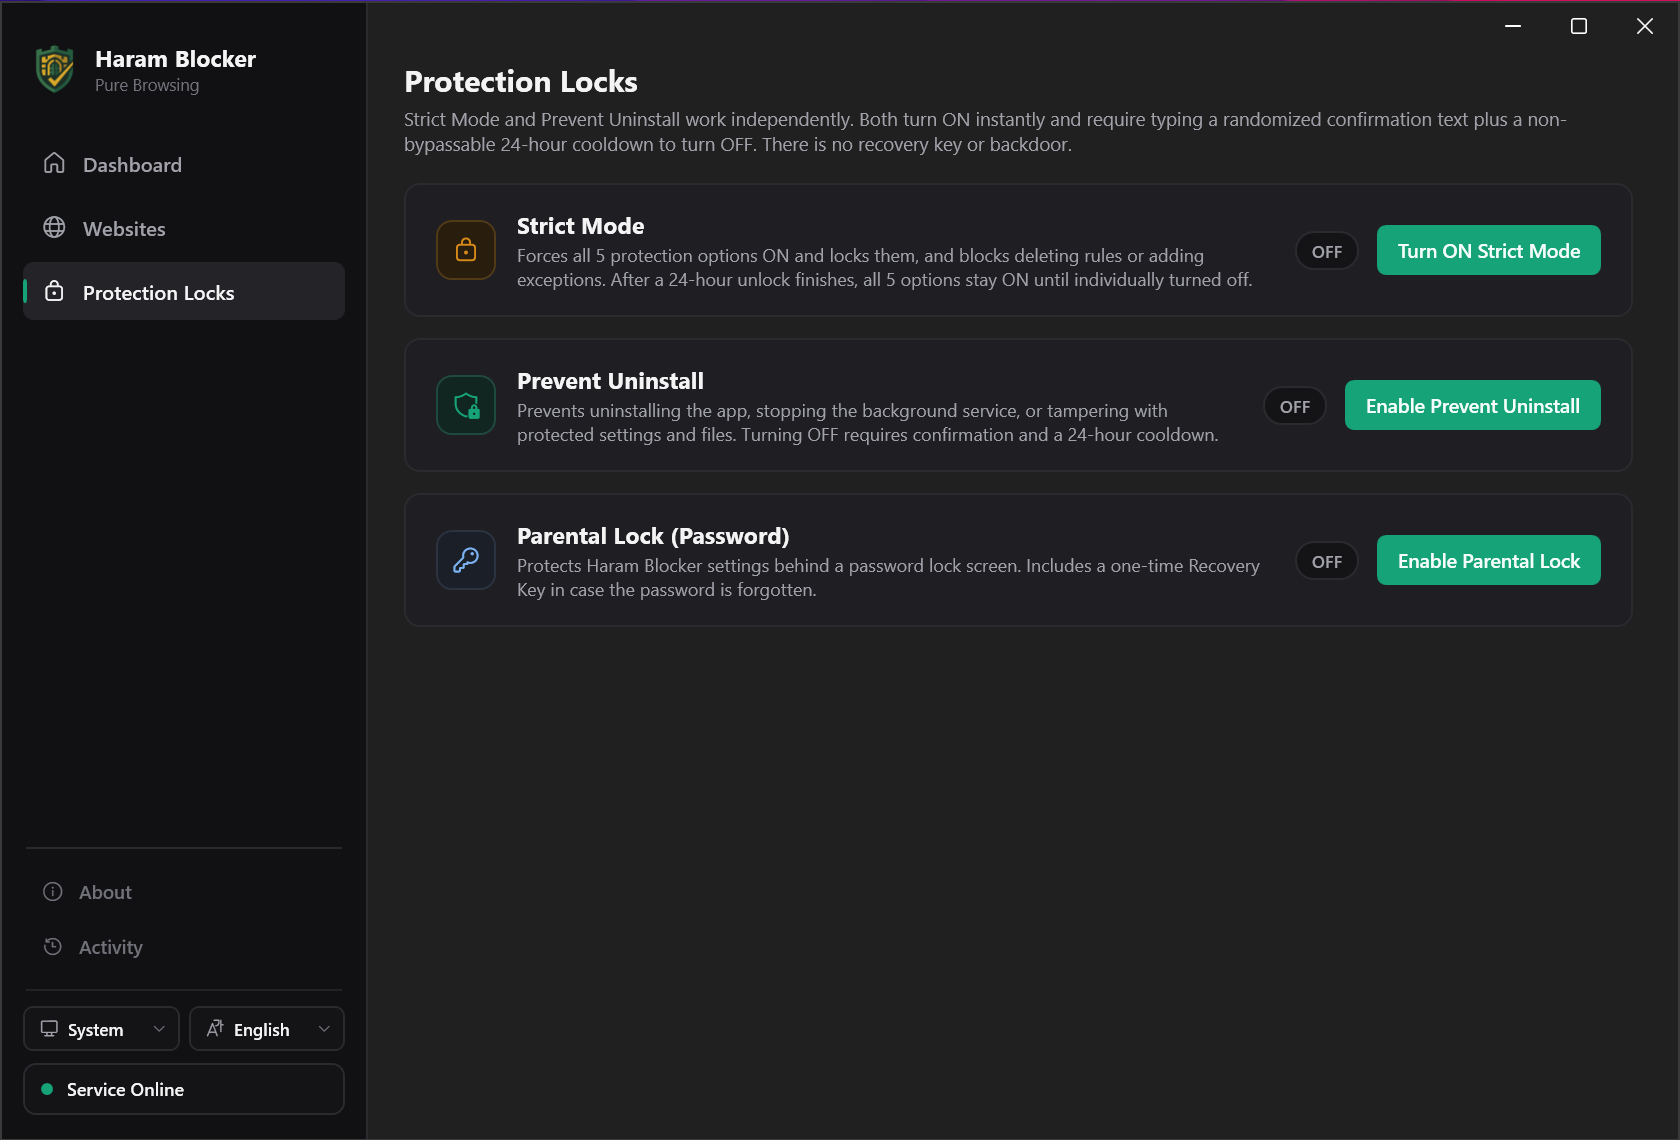 Haram Blocker
Pure Browsing
Dashboard
Websites
Protection Locks
About
Activity
System
English
Service Online
Protection Locks
Strict Mode and Prevent Uninstall work independently. Both turn ON instantly and require typing a randomized confirmation text plus a non-
bypassable 24-hour cooldown to turn OFF. There is no recovery key or backdoor.
Strict Mode
Forces all 5 protection options ON and locks them, and blocks deleting rules or adding
exceptions. After a 24-hour unlock finishes, all 5 options stay ON until individually turned off.
OFF
Turn ON Strict Mode
Prevent Uninstall
Prevents uninstalling the app, stopping the background service, or tampering with
protected settings and files. Turning OFF requires confirmation and a 24-hour cooldown.
OFF
Enable Prevent Uninstall
Parental Lock (Password)
Protects Haram Blocker settings behind a password lock screen. Includes a one-time Recovery
Key in case the password is forgotten.
OFF
Enable Parental Lock